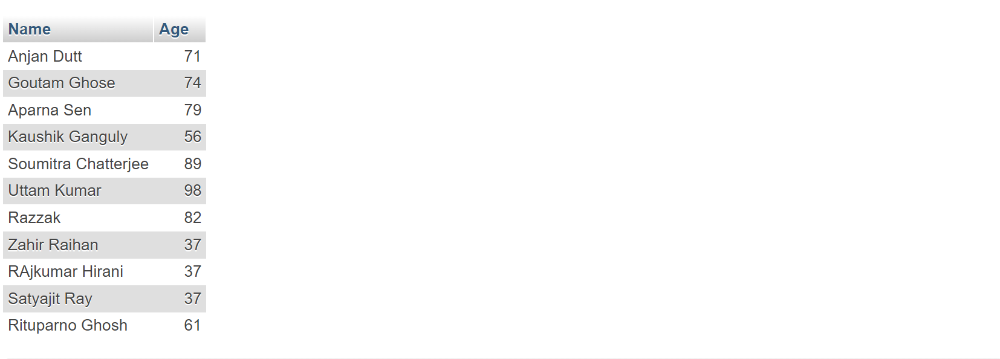 Name Age
Anjan Dutt 71
Goutam Ghose 74
Aparna Sen 79
Kaushik Ganguly 56
Soumitra Chatterjee 89
Uttam Kumar 98
Razzak 82
Zahir Raihan 37
RAjkumar Hirani 37
Satyajit Ray 37
Rituparno Ghosh 61